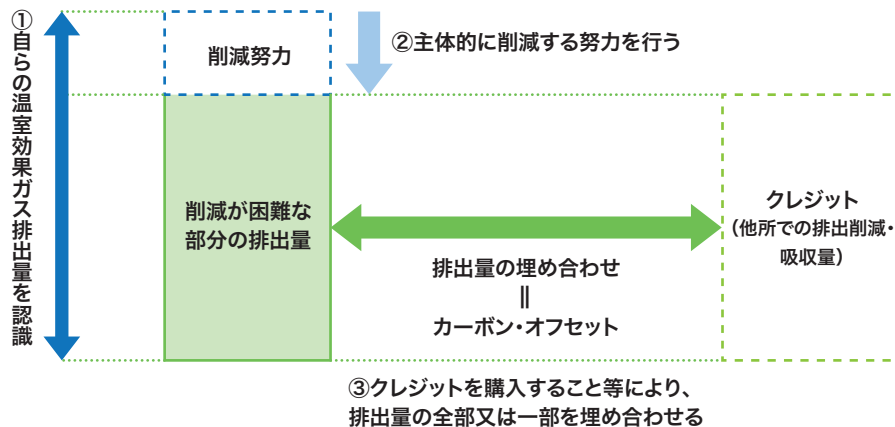 ①自らの温室効果ガス排出量を認識
削減努力
②主体的に削減する努力を行う
削減が困難な
部分の排出量
排出量の埋め合わせ
||
カーボン・オフセット
クレジット
(他所での排出削減・
吸収量)
③クレジットを購入すること等により、
排出量の全部又は一部を埋め合わせる